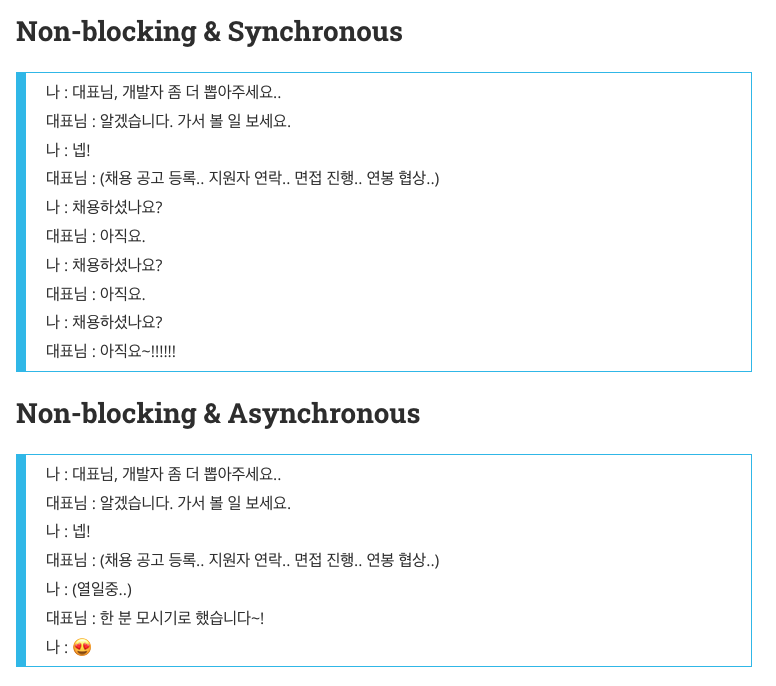 Non-blocking & Synchronous
나 : 대표님, 개발자 좀 더 뽑아주세요..
대표님 : 알겠습니다. 가서 볼 일 보세요.
나 : 넵!
대표님 : (채용 공고 등록.. 지원자 연락.. 면접 진행.. 연봉 협상..)
나 : 채용하셨나요?
대표님 : 아직요.
나 : 채용하셨나요?
대표님 : 아직요.
나 : 채용하셨나요?
대표님 : 아직요~!!!!!!
Non-blocking & Asynchronous
나 : 대표님, 개발자 좀 더 뽑아주세요..
대표님 : 알겠습니다. 가서 볼 일 보세요.
나 : 넵!
대표님 : (채용 공고 등록.. 지원자 연락.. 면접 진행.. 연봉 협상..)
나 : (열일중..)
대표님 : 한 분 모시기로 했습니다~!
나 : 😍